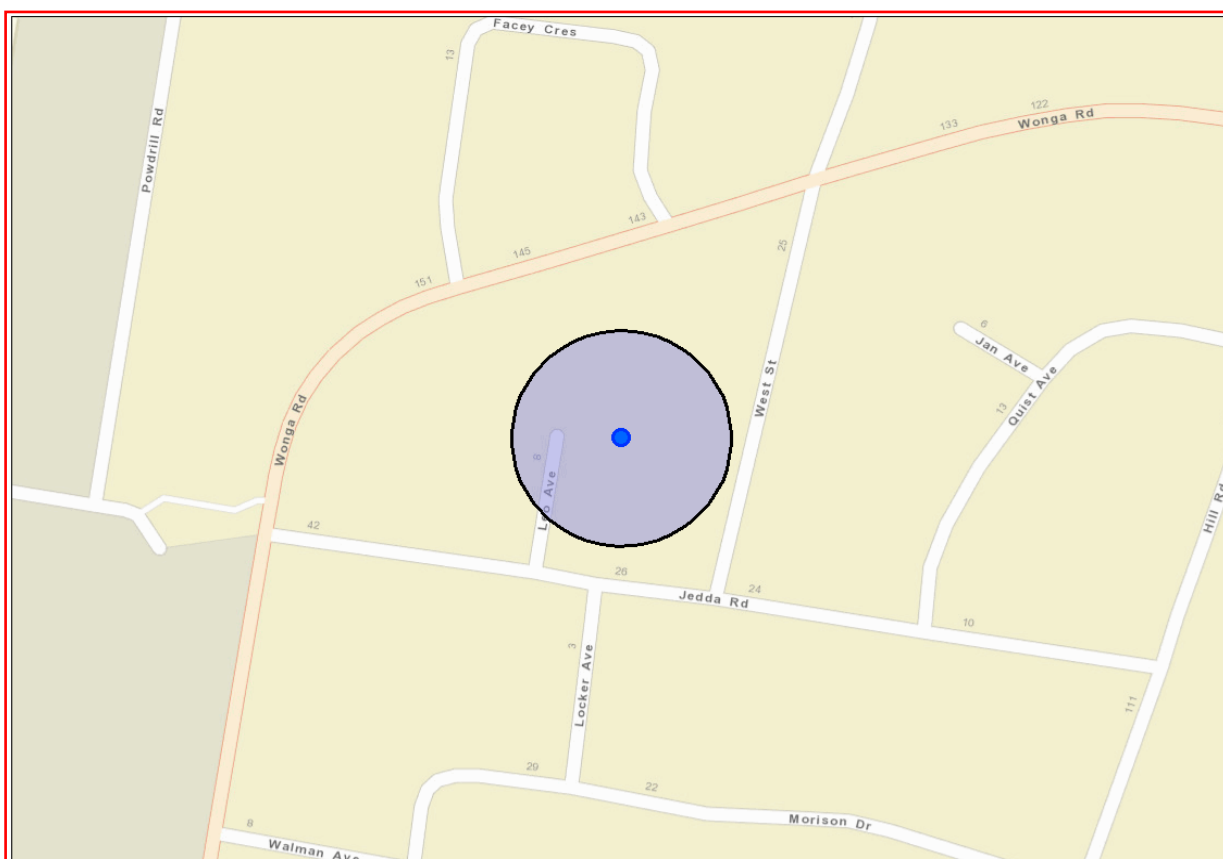 Facey Cres
13
Powdrill Rd
122
133
Wonga Rd
143
145
25
151
6
Jan Ave
West St
Quist Ave
13
Wonga Rd
8
Leo Ave
Hill Rd
42
26
24
Jedda Rd
10
3
Locker Ave
111
29
22
Morison Dr
8
Walman Ave